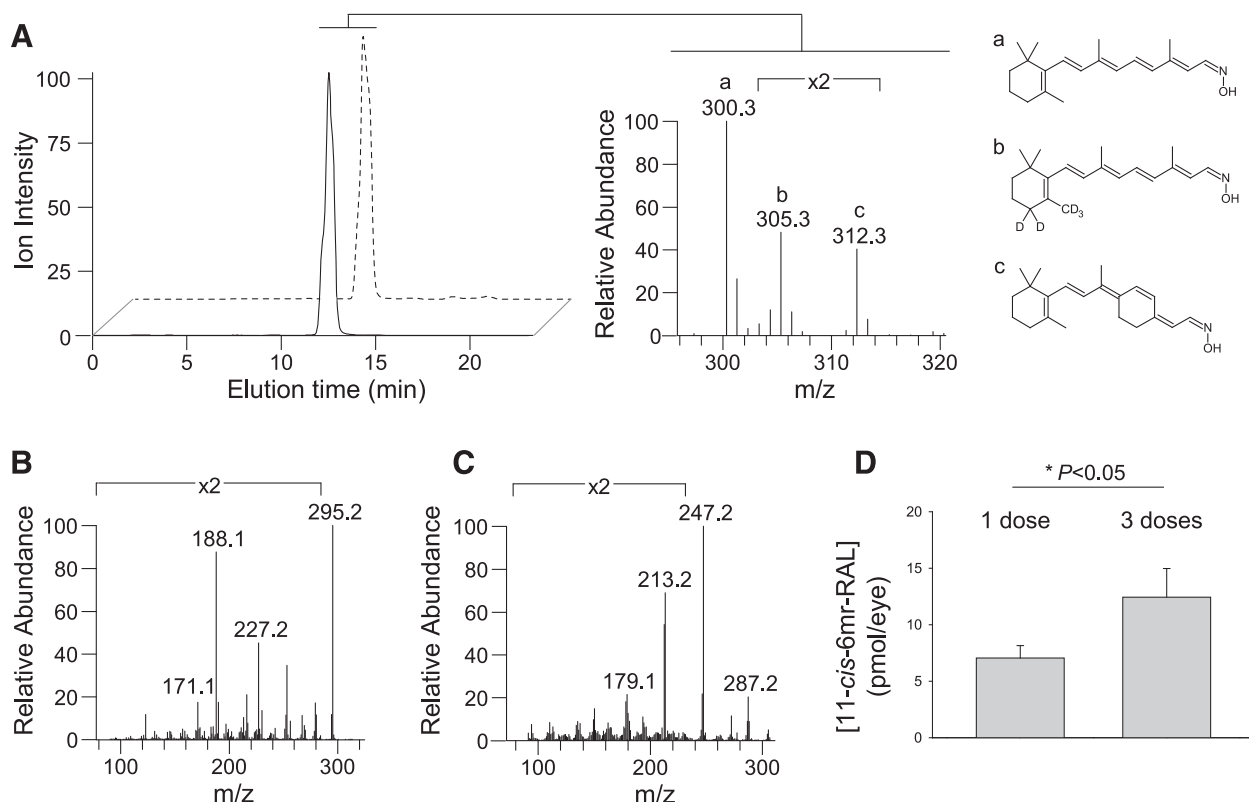 A
Ion Intensity
100
75
50
25
0
0 5 10 15 20
Elution time (min)
Relative Abundance
100
80
60
40
20
0
x2
a
300.3
b
305.3
c
312.3
300 310 320
m/z
a
N
OH
b
N
OH
CD3
D D
c
N
OH
B
x2
Relative Abundance
100
80
60
40
20
0
295.2
188.1
227.2
171.1
100 200 300
m/z
C
x2
Relative Abundance
100
80
60
40
20
0
247.2
213.2
179.1
287.2
100 200 300
m/z
D
* P<0.05
1 dose 3 doses
[11-cis-6mr-RAL]
(pmol/eye)
20
15
10
5
0